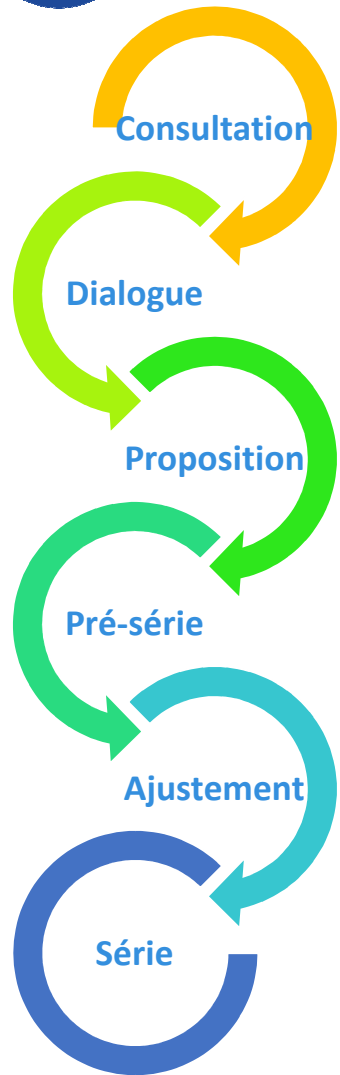 Consultation
Dialogue
Proposition
Pré-série
Ajustement
Série